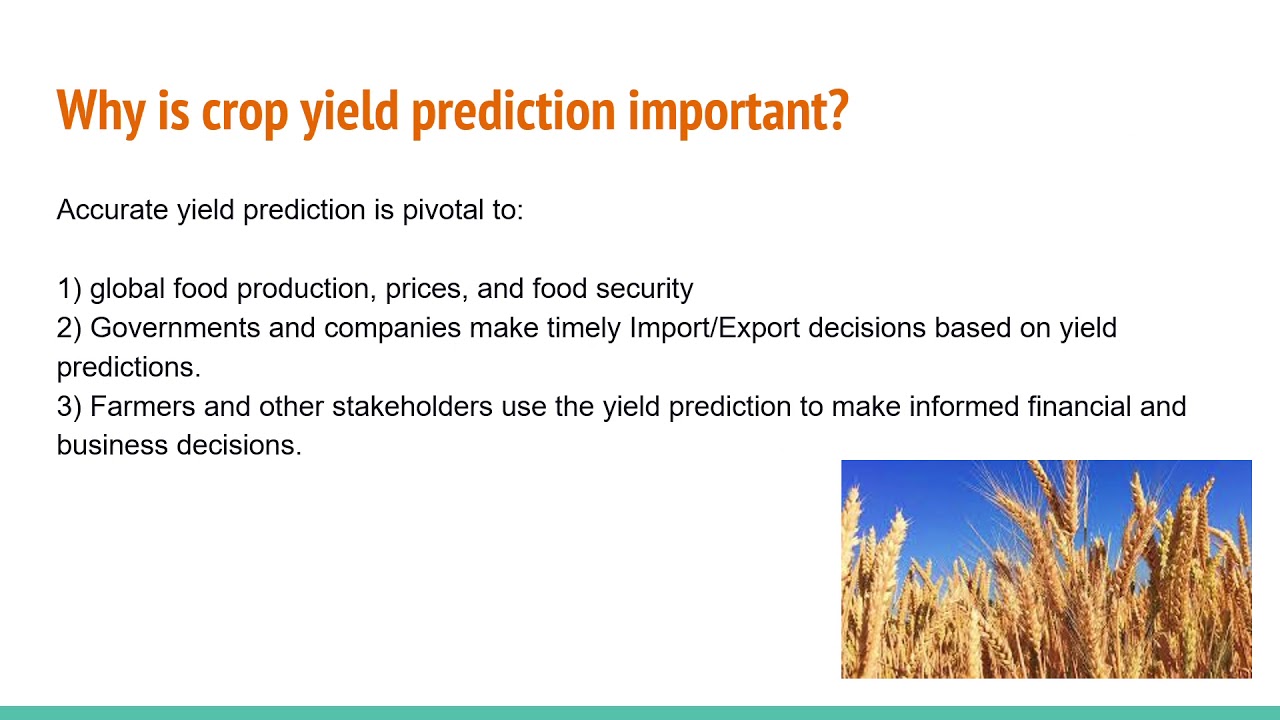 Why is crop yield prediction important?
Accurate yield prediction is pivotal to:
1) global food production, prices, and food security
2) Governments and companies make timely Import/Export decisions based on yield
predictions.
3) Farmers and other stakeholders use the yield prediction to make informed financial and
business decisions.